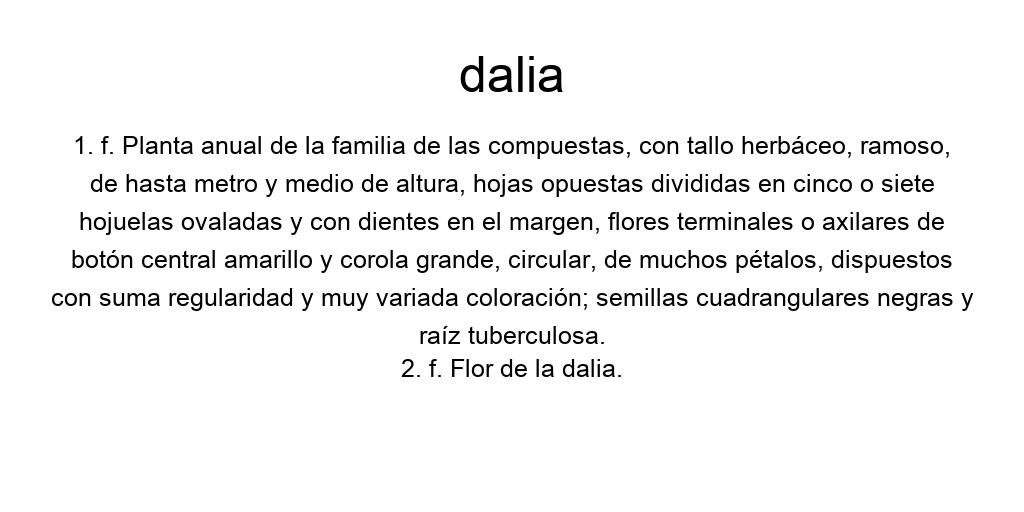 dalia
1. f. Planta anual de la familia de las compuestas, con tallo herbáceo, ramoso,
de hasta metro y medio de altura, hojas opuestas divididas en cinco o siete
hojuelas ovaladas y con dientes en el margen, flores terminales o axilares de
botón central amarillo y corola grande, circular, de muchos pétalos, dispuestos
con suma regularidad y muy variada coloración; semillas cuadrangulares negras y
raíz tuberculosa.
2. f. Flor de la dalia.